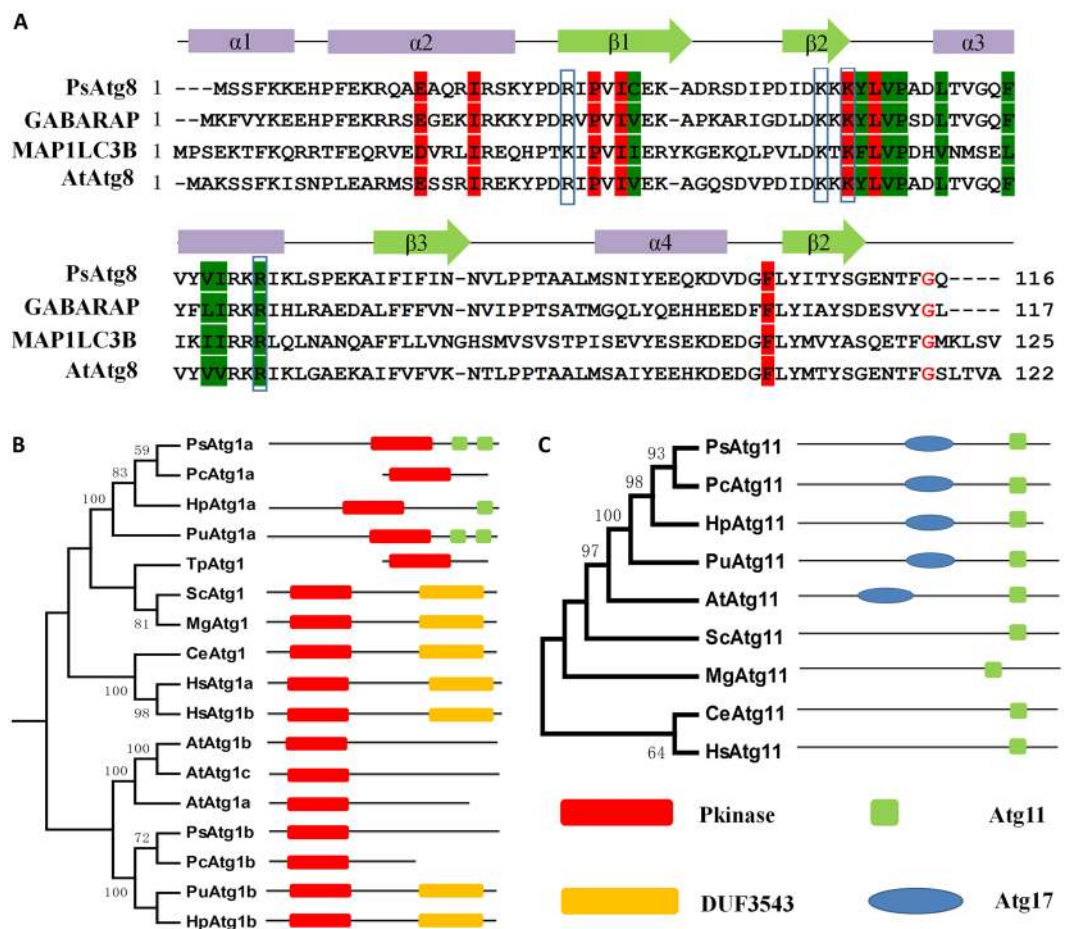 A
α1 α2 β1 β2 α3
PsAtg8 1 ---MSSFKKEHPFEKRQAEAQRIRSKYPDRIPVICEK-ADRSDIPDIDKKKYLVPADLTVGQF
GABARAP 1 --MKFVYKEEHPFEKRRSEGEKIRKKYPDRVPVIVEK-APKARIGDLDKKKYLVPSDLTVGQF
MAP1LC3B 1 MPSEKTFKQRRTFEQRVEDVRLIREQHPTKIPVIIERYKGEKQLPVLDKTKFLVPDHVNMSEL
AtAtg8 1 --MAKSSFKISNPLEARMSESSRIREKYPDRIPVIVEK-AGQSDVPDIDKKKYLVPADLTVGQF
β3 α4 β2
PsAtg8 VYVIRKRIKLSPEKAIFIFIN-NVLPPTAALMSNIYEEQKDVDGFLYITYSGENTFGQ---- 116
GABARAP YFLIRKRIHLRAEDALFFFVN-NVIPPTSATMGQLYQEHHEEDFFLYIAYSDESVYGL---- 117
MAP1LC3B IKIIRRRLQLNANQAFFLLVNGHSMVSVSTPISEVYESEKDEDGFLYMVYASQETFGMKLSV 125
AtAtg8 VYVVRKRIKLGAEKAIFVFVK-NTLPPTAALMSAIYEEHKDEDGFLYMTYSGENTFGSLTVA 122
B
PsAtg1a
59
PcAtg1a
83
HpAtg1a
100
PuAtg1a
TpAtg1
ScAtg1
81
MgAtg1
CeAtg1
100
HsAtg1a
98
HsAtg1b
AtAtg1b
100
AtAtg1c
100
AtAtg1a
PsAtg1b
72
PcAtg1b
100
PuAtg1b
HpAtg1b
C
PsAtg11
93
PcAtg11
98
HpAtg11
100
PuAtg11
97
AtAtg11
ScAtg11
MgAtg11
CeAtg11
64
HsAtg11
Pkinase Atg11
DUF3543 Atg17